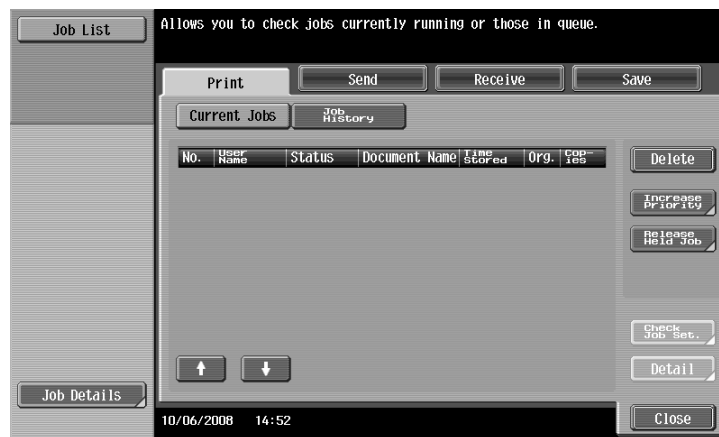 Job List
Allows you to check jobs currently running or those in queue.
Print
Send
Receive
Save
Current Jobs
Job
History
No. User Name Status Document Name Time Stored Org. Cop-ies
Delete
Increase
Priority
Release
Held Job
Check
Job Set.
Detail
Job Details
10/06/2008 14:52
Close